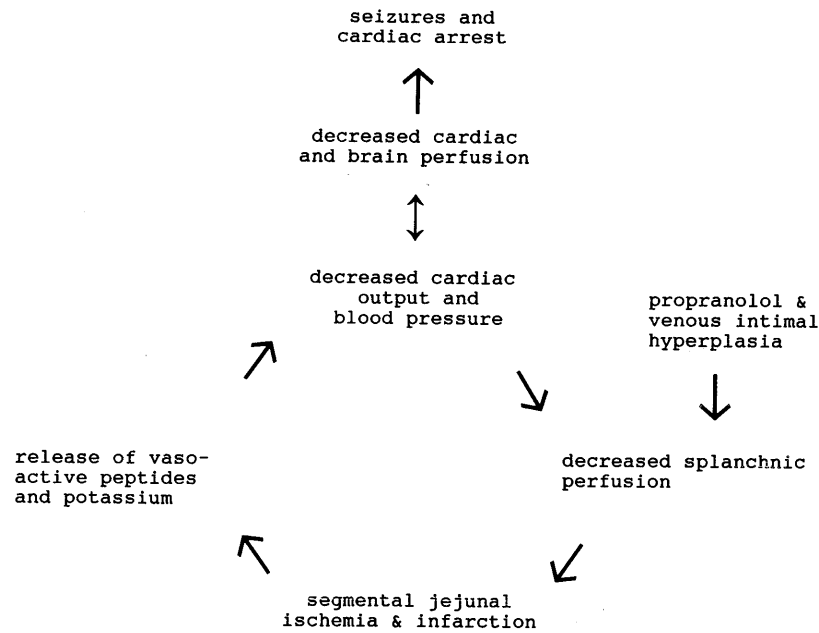 seizures and
cardiac arrest
decreased cardiac
and brain perfusion
decreased cardiac
output and
blood pressure
propranolol &
venous intimal
hyperplasia
release of vaso-
active peptides
and potassium
decreased splanchnic
perfusion
segmental jejunal
ischemia & infarction